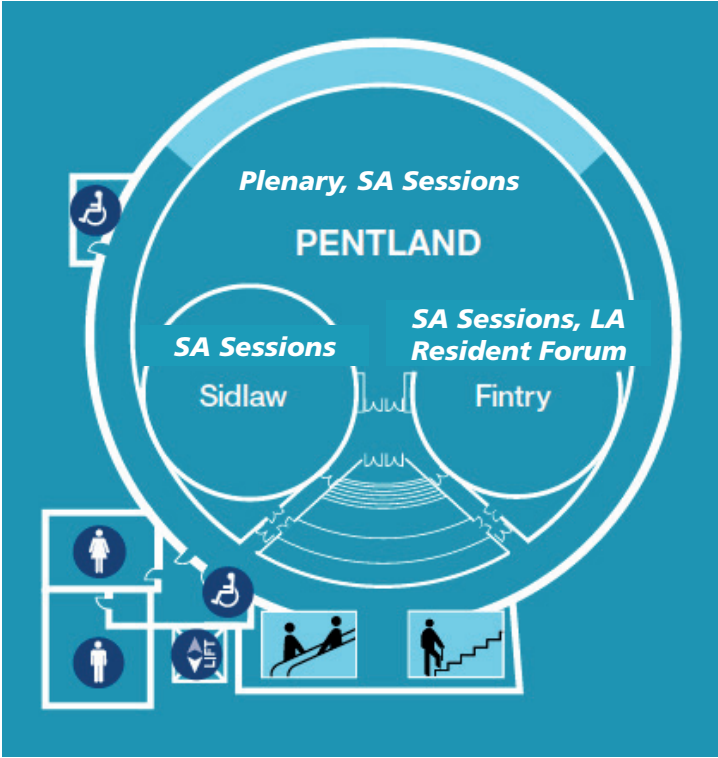 Plenary, SA Sessions
PENTLAND
SA Sessions
SA Sessions, LA
Resident Forum
Sidlaw
Fintry
LIFT